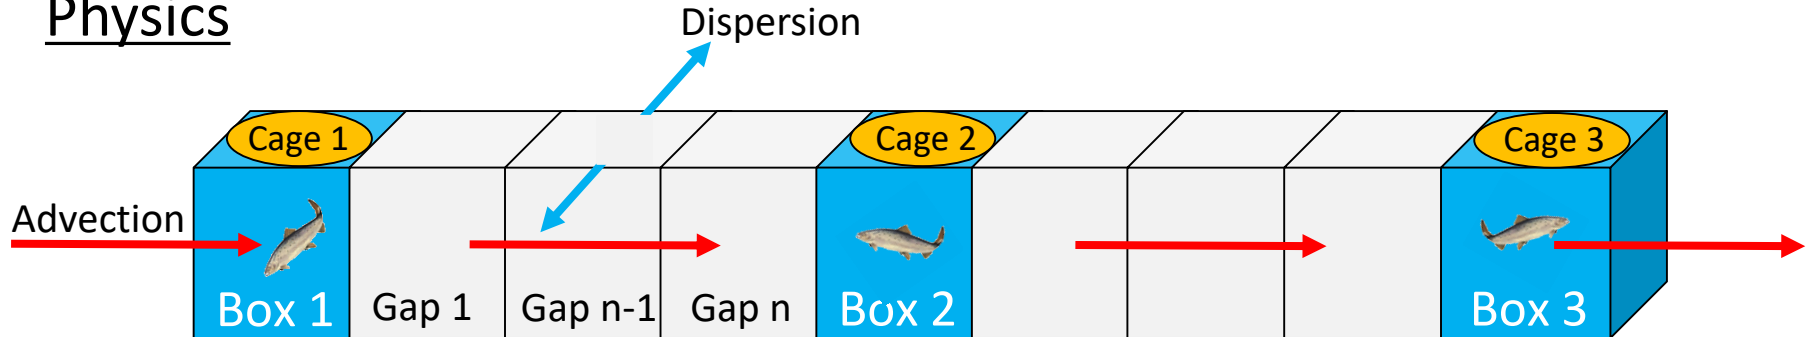 Physics
Dispersion
Cage 1
Cage 2
Cage 3
Advection
Box 1
Gap 1
Gap n-1
Gap n
Box 2
Box 3